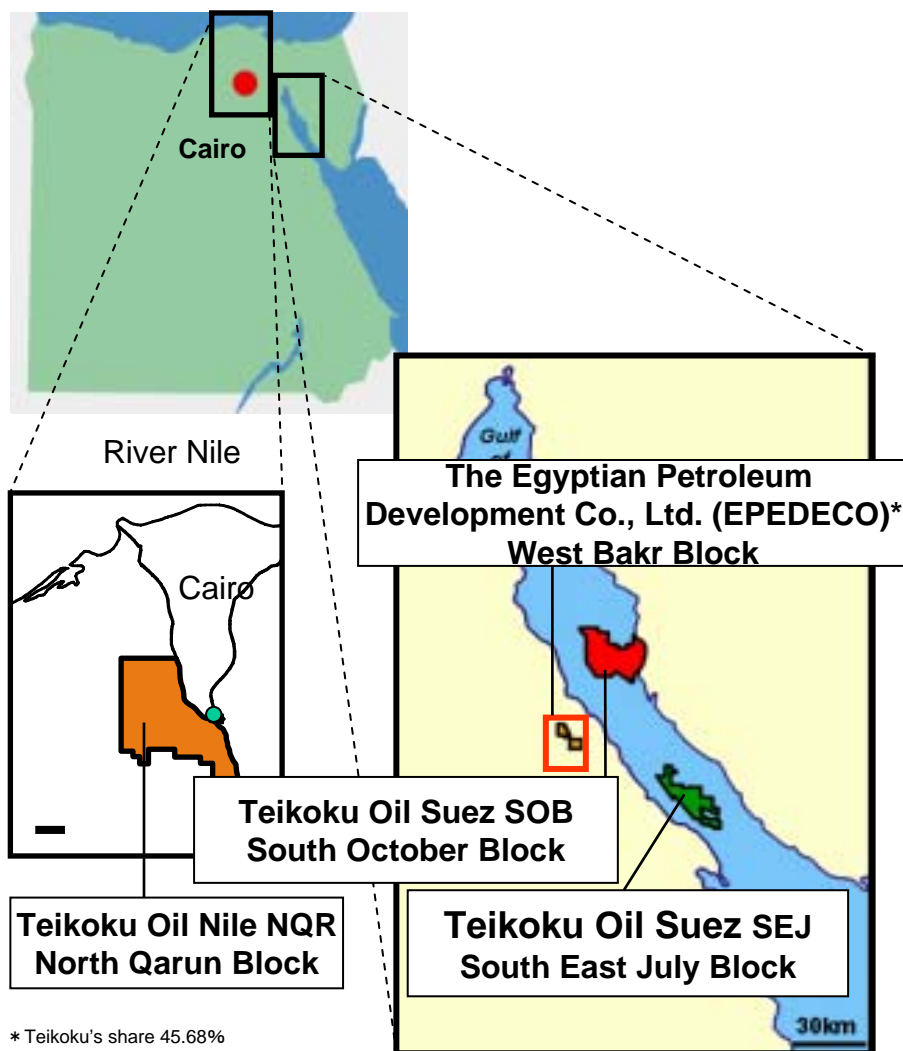 Cairo
River Nile
Gulf
of
The Egyptian Petroleum
Development Co., Ltd. (EPEDECO)*
West Bakr Block
Cairo
Teikoku Oil Suez SOB
South October Block
Teikoku Oil Nile NQR
North Qarun Block
Teikoku Oil Suez SEJ
South East July Block
30km
* Teikoku's share 45.68%